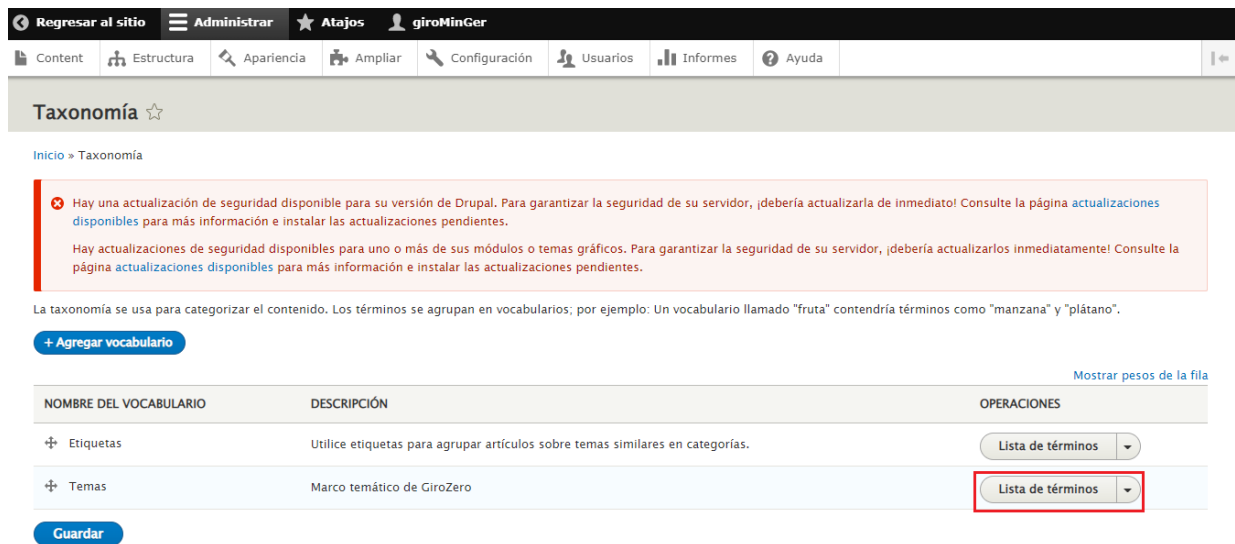 Regresar al sitio Administrar Atajos giroMinGer
Content Estructura Apariencia Ampliar Configuración Usuarios Informes Ayuda
Taxonomía
Inicio » Taxonomía
Hay una actualización de seguridad disponible para su versión de Drupal. Para garantizar la seguridad de su servidor, ¡debería actualizarla de inmediato! Consulte la página actualizaciones
disponibles para más información e instalar las actualizaciones pendientes.
Hay actualizaciones de seguridad disponibles para uno o más de sus módulos o temas gráficos. Para garantizar la seguridad de su servidor, ¡debería actualizarlos inmediatamente! Consulte la
página actualizaciones disponibles para más información e instalar las actualizaciones pendientes.
La taxonomía se usa para categorizar el contenido. Los términos se agrupan en vocabularios; por ejemplo: Un vocabulario llamado "fruta" contendría términos como "manzana" y "plátano".
+ Agregar vocabulario
Mostrar pesos de la fila
NOMBRE DEL VOCABULARIO DESCRIPCIÓN OPERACIONES
Etiquetas Utilice etiquetas para agrupar artículos sobre temas similares en categorías. Lista de términos
Temas Marco temático de GiroZero Lista de términos
Guardar